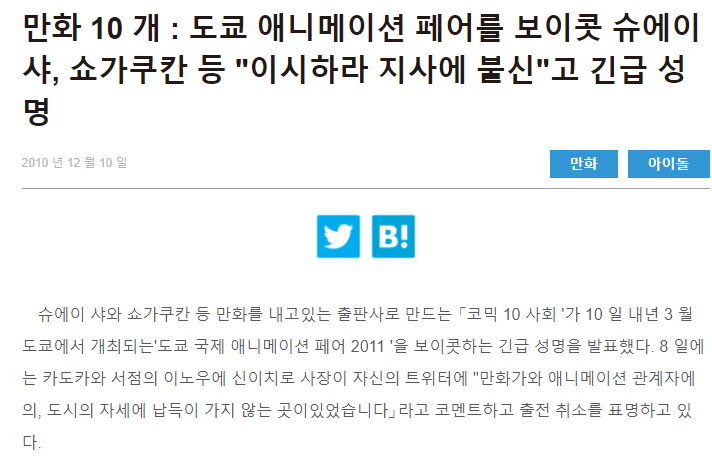 만화 10 개 : 도쿄 애니메이션 페어를 보이콧 슈에이
샤, 쇼가쿠칸 등 "이시하라 지사에 불신"고 긴급 성
명
2010 년 12 월 10 일
만화
아이돌
B!
슈에이 샤와 쇼가쿠칸 등 만화를 내고있는 출판사로 만드는 「코믹 10 사회 '가 10 일 내년 3 월
도쿄에서 개최되는'도쿄 국제 애니메이션 페어 2011 '을 보이콧하는 긴급 성명을 발표했다. 8 일에
는 카도카와 서점의 이노우에 신이치로 사장이 자신의 트위터에 "만화가와 애니메이션 관계자에
의, 도시의 자세에 납득이 가지 않는 곳이있었습니다」라고 코멘트하고 출전 취소를 표명하고 있
다.